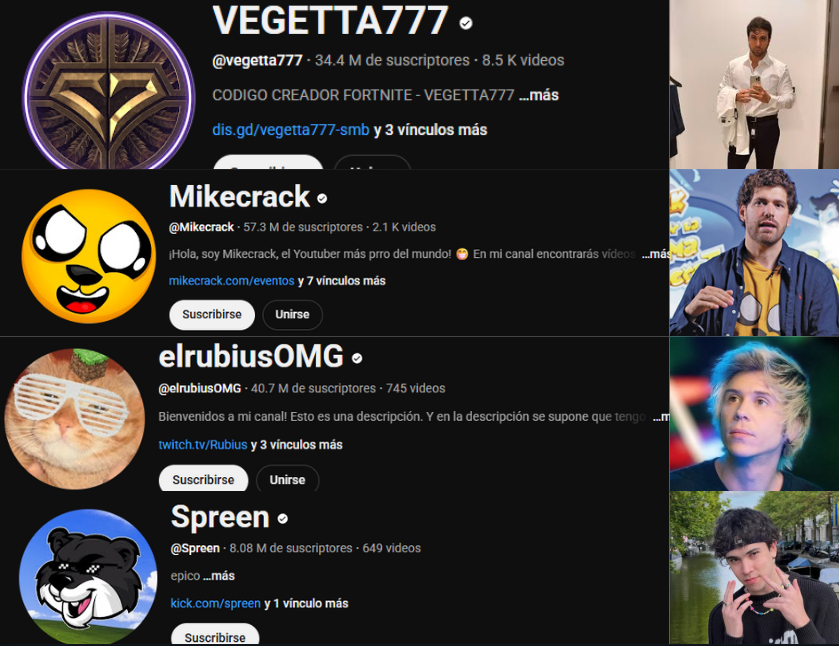 VEGETTA777
@vegetta777 · 34.4 M de suscriptores · 8.5 K videos
CODIGO CREADOR FORTNITE - VEGETTA777 ...más
dis.gd/vegetta777-smb y 3 vínculos más
Mikecrack
@Mikecrack · 57.3 M de suscriptores · 2.1 K videos
¡Hola, soy Mikecrack, el Youtuber más prro del mundo! 😁 En mi canal encontrarás vídeos ...más
mikecrack.com/eventos y 7 vínculos más
Suscribirse Unirse
elrubiusOMG
@elrubiusOMG · 40.7 M de suscriptores · 745 videos
Bienvenidos a mi canal! Esto es una descripción. Y en la descripción se supone que tengo ...m
twitch.tv/Rubius y 3 vínculos más
Suscribirse Unirse
Spreen
@Spreen · 8.08 M de suscriptores · 649 videos
epico ...más
kick.com/spreen y 1 vínculo más
Suscribirse